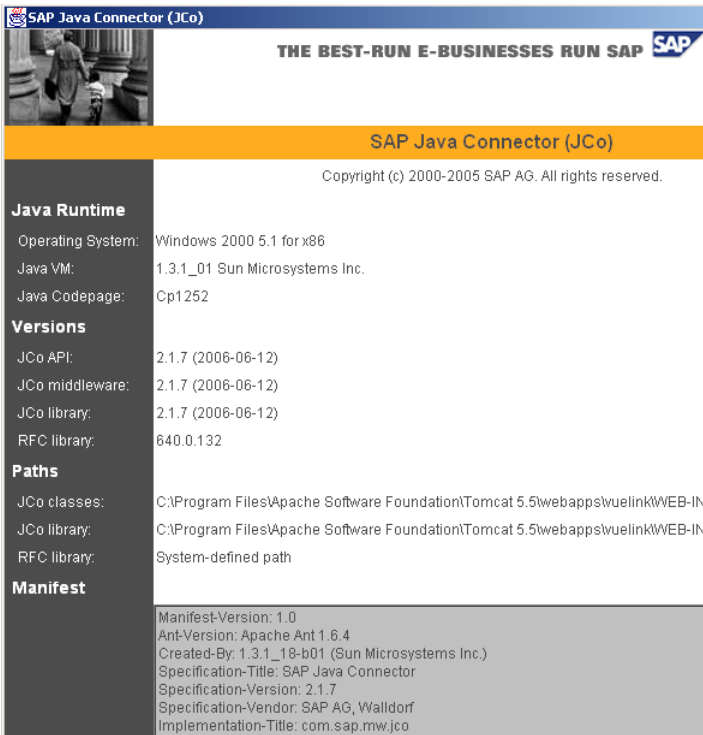 SAP Java Connector (JCo)
THE BEST-RUN E-BUSINESSES RUN SAP SAP
SAP Java Connector (JCo)
Copyright (c) 2000-2005 SAP AG. All rights reserved.
Java Runtime
Operating System: Windows 2000 5.1 for x86
Java VM: 1.3.1_01 Sun Microsystems Inc.
Java Codepage: Cp1252
Versions
JCo API: 2.1.7 (2006-06-12)
JCo middleware: 2.1.7 (2006-06-12)
JCo library: 2.1.7 (2006-06-12)
RFC library: 640.0.132
Paths
JCo classes: C:\Program Files\Apache Software Foundation\Tomcat 5.5\webapps\vuelink\WEB-IN
JCo library: C:\Program Files\Apache Software Foundation\Tomcat 5.5\webapps\vuelink\WEB-IN
RFC library: System-defined path
Manifest
Manifest-Version: 1.0
Ant-Version: Apache Ant 1.6.4
Created-By: 1.3.1_18-b01 (Sun Microsystems Inc.)
Specification-Title: SAP Java Connector
Specification-Version: 2.1.7
Specification-Vendor: SAP AG, Walldorf
Implementation-Title: com.sap.mw.jco